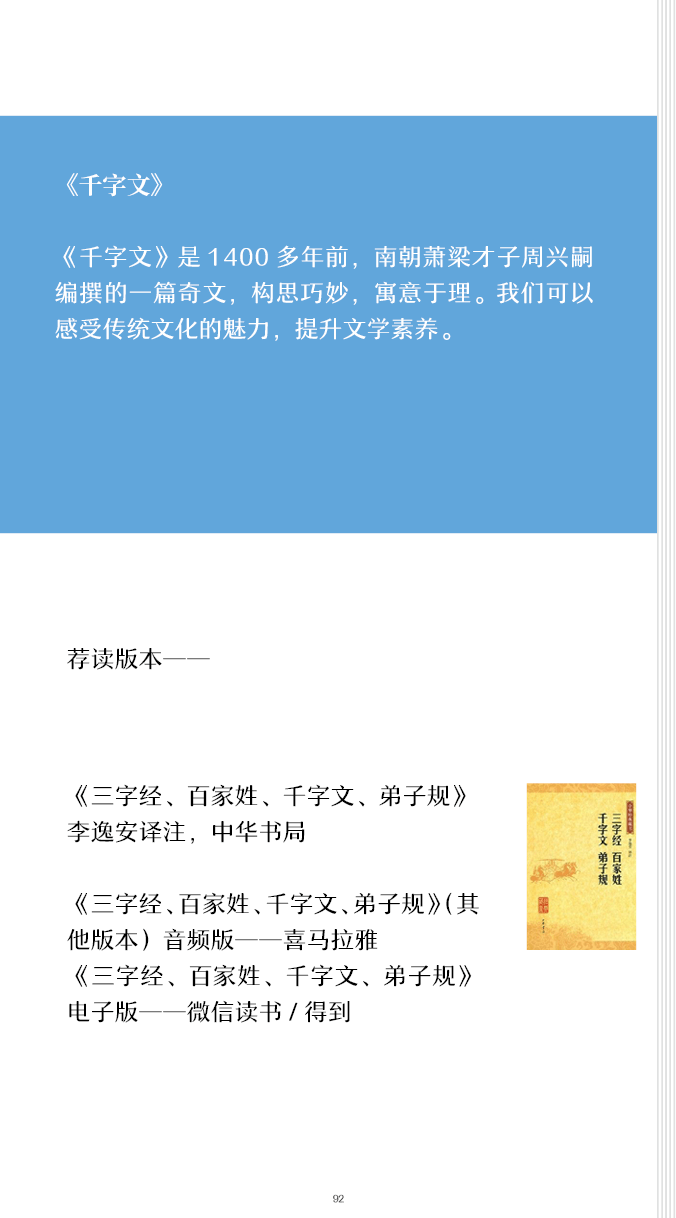 《千字文》
《千字文》是1400多年前，南朝萧梁才子周兴嗣
编撰的一篇奇文，构思巧妙，寓意于理。我们可以
感受传统文化的魅力，提升文学素养。
荐读版本——
《三字经、百家姓、千字文、弟子规》
李逸安译注，中华书局
《三字经、百家姓、千字文、弟子规》（其
他版本）音频版——喜马拉雅
《三字经、百家姓、千字文、弟子规》
电子版——微信读书/得到
三字经 百家姓
千字文 弟子规
92